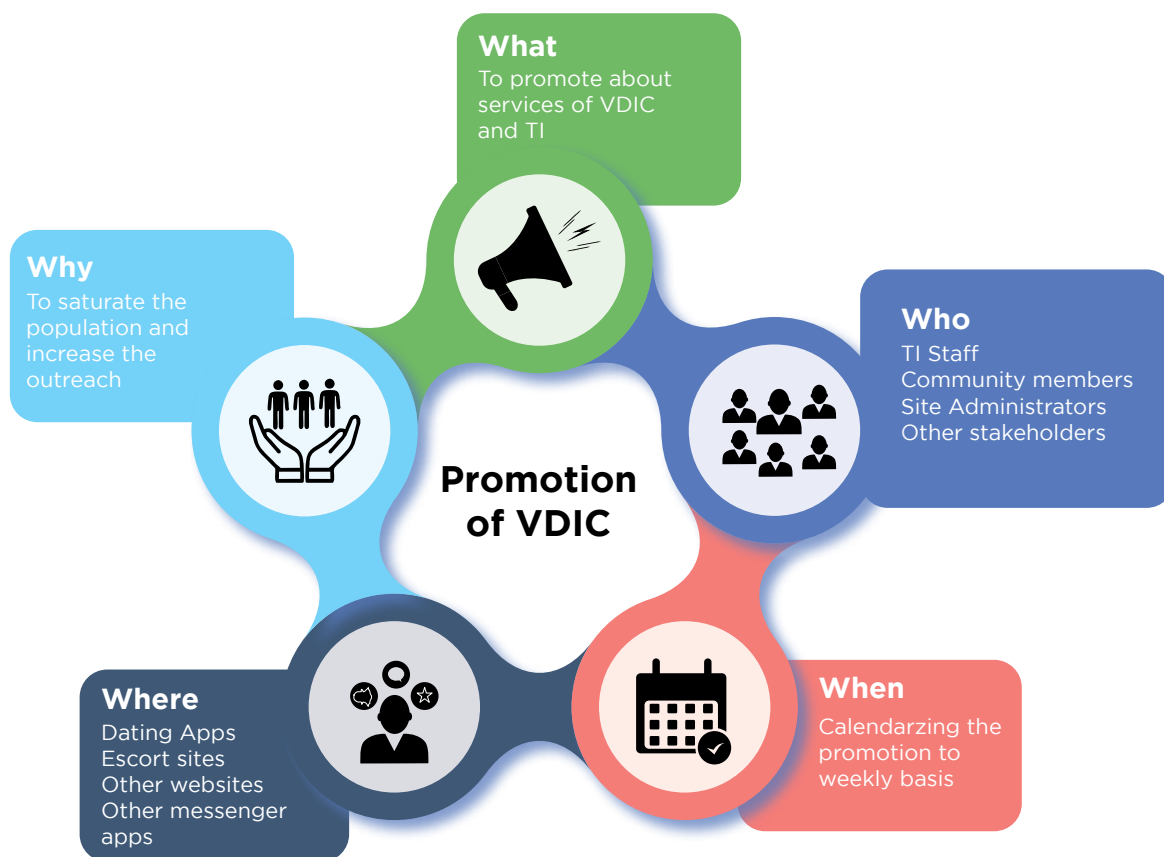 What
To promote about
services of VDIC
and TI
Why
To saturate the
population and
increase the
outreach
Who
TI Staff
Community members
Site Administrators
Other stakeholders
Promotion
of VDIC
Where
Dating Apps
Escort sites
Other websites
Other messenger
apps
When
Calendarzing the
promotion to
weekly basis